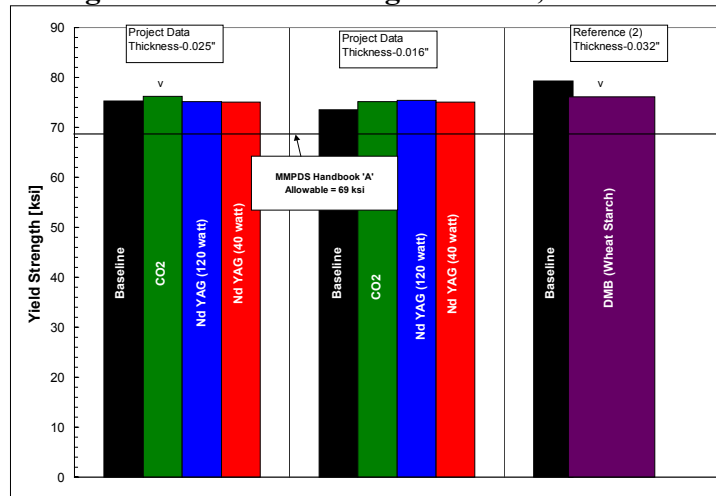 Project Data
Thickness-0.025"
Project Data
Thickness-0.016"
Reference (2)
Thickness-0.032"
v
v
MMPDS Handbook 'A'
Allowable = 69 ksi
Yield Strength [ksi]
90
80
70
60
50
40
30
20
10
0
Baseline
CO2
Nd YAG (120 watt)
Nd YAG (40 watt)
Baseline
CO2
Nd YAG (120 watt)
Nd YAG (40 watt)
Baseline
DMB (Wheat Starch)